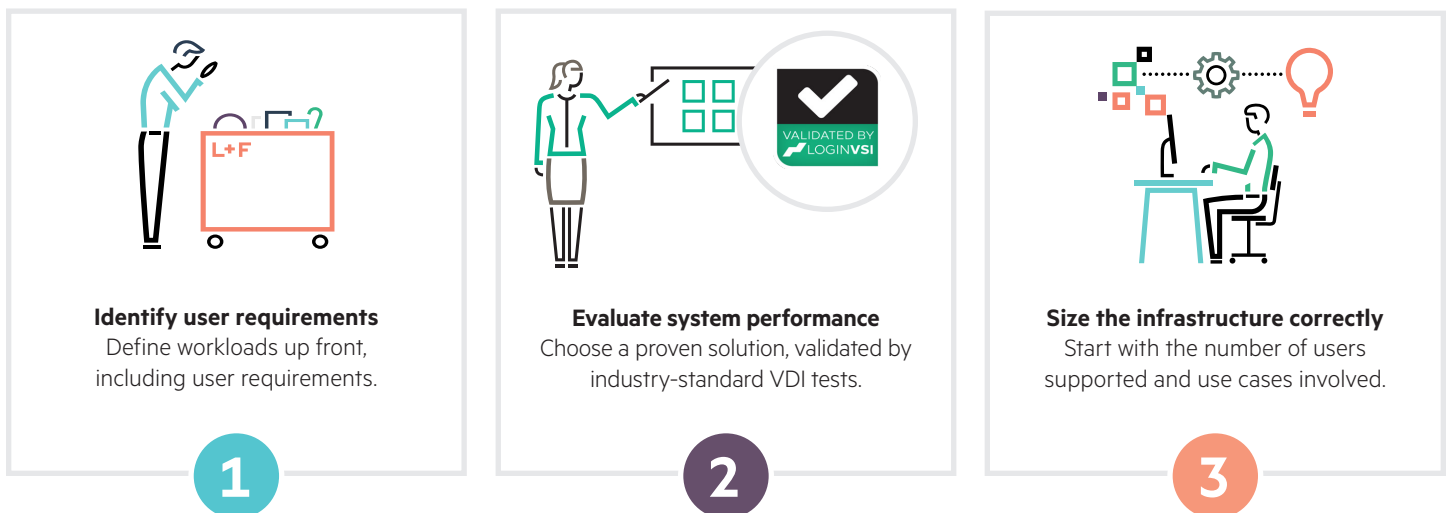 L+F
Identify user requirements
Define workloads up front,
including user requirements.
1
VALIDATED BY
LOGINVSI
Evaluate system performance
Choose a proven solution, validated by
industry-standard VDI tests.
2
Size the infrastructure correctly
Start with the number of users
supported and use cases involved.
3